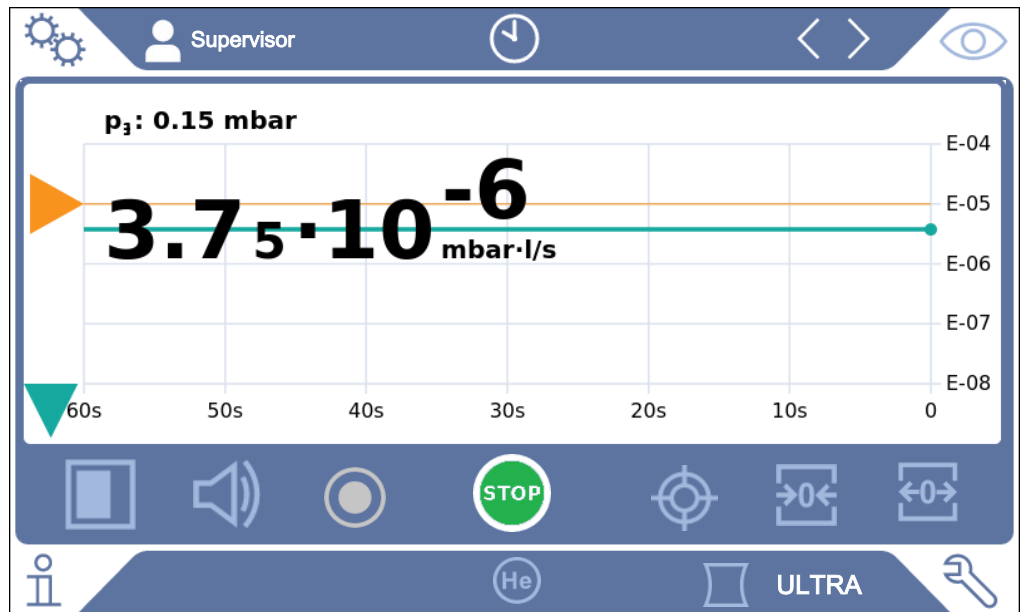 Supervisor
p₃: 0.15 mbar
E-04
3.75·10⁻⁶ mbar·l/s
E-05
E-06
E-07
E-08
60s 50s 40s 30s 20s 10s 0
STOP
→0←
←0→
He
ULTRA